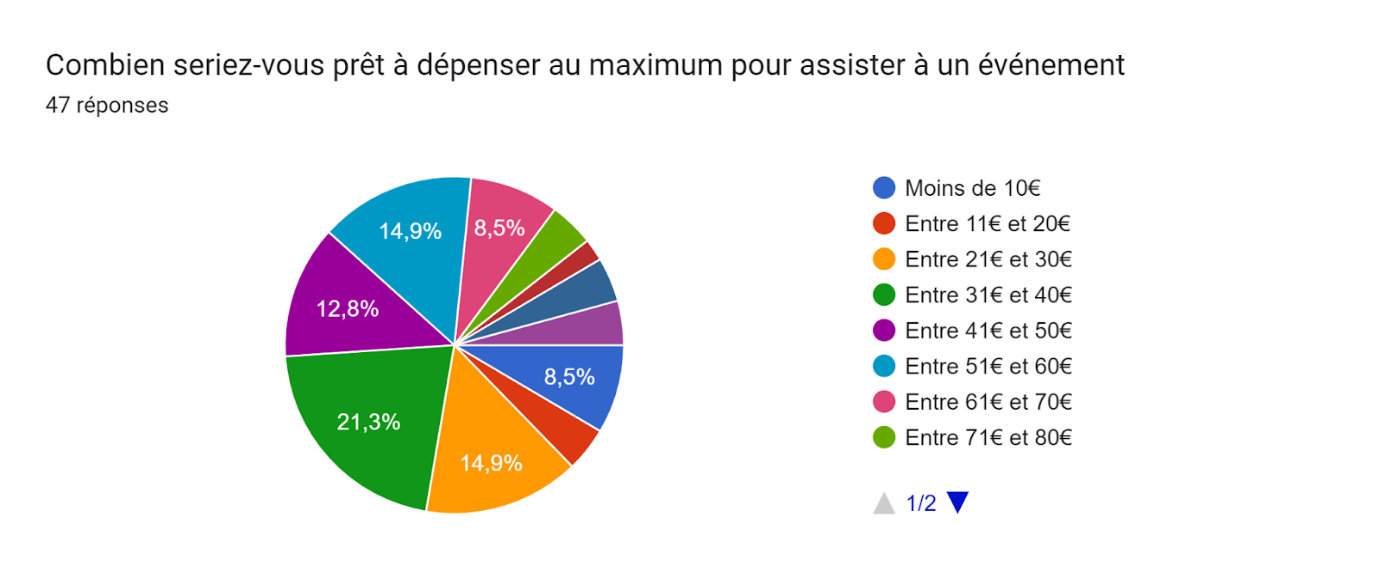 Combien seriez-vous prêt à dépenser au maximum pour assister à un événement
47 réponses
14,9%
8,5%
12,8%
8,5%
21,3%
14,9%
Moins de 10€
Entre 11€ et 20€
Entre 21€ et 30€
Entre 31€ et 40€
Entre 41€ et 50€
Entre 51€ et 60€
Entre 61€ et 70€
Entre 71€ et 80€
1/2